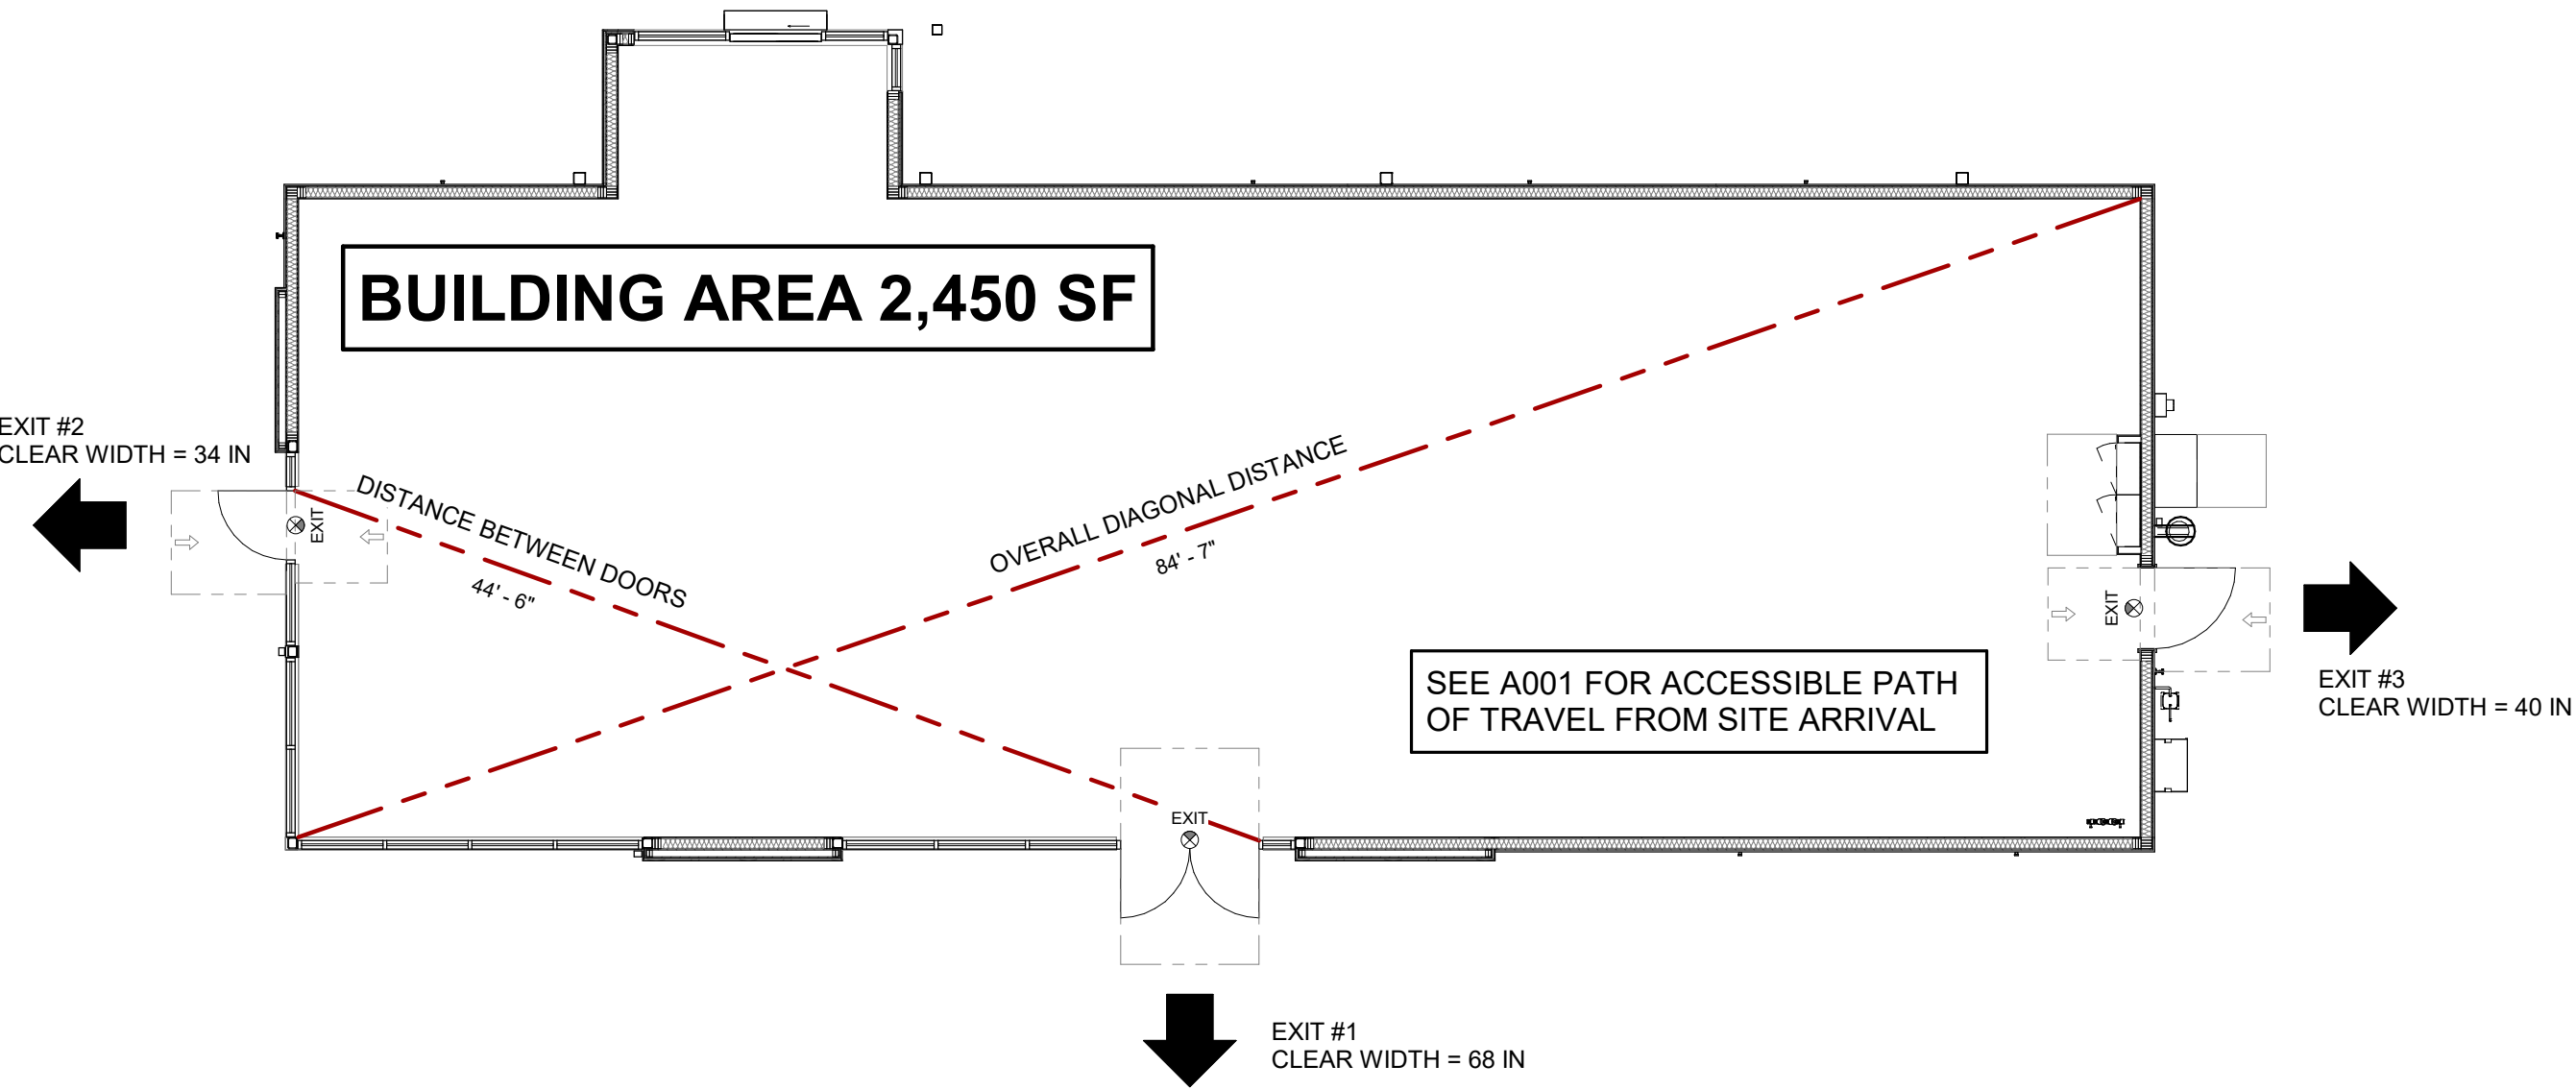 BUILDING AREA 2,450 SF
EXIT #2
CLEAR WIDTH = 34 IN
EXIT
DISTANCE BETWEEN DOORS
44' - 6"
OVERALL DIAGONAL DISTANCE
84' - 7"
EXIT
SEE A001 FOR ACCESSIBLE PATH
OF TRAVEL FROM SITE ARRIVAL
EXIT #3
CLEAR WIDTH = 40 IN
EXIT
EXIT #1
CLEAR WIDTH = 68 IN